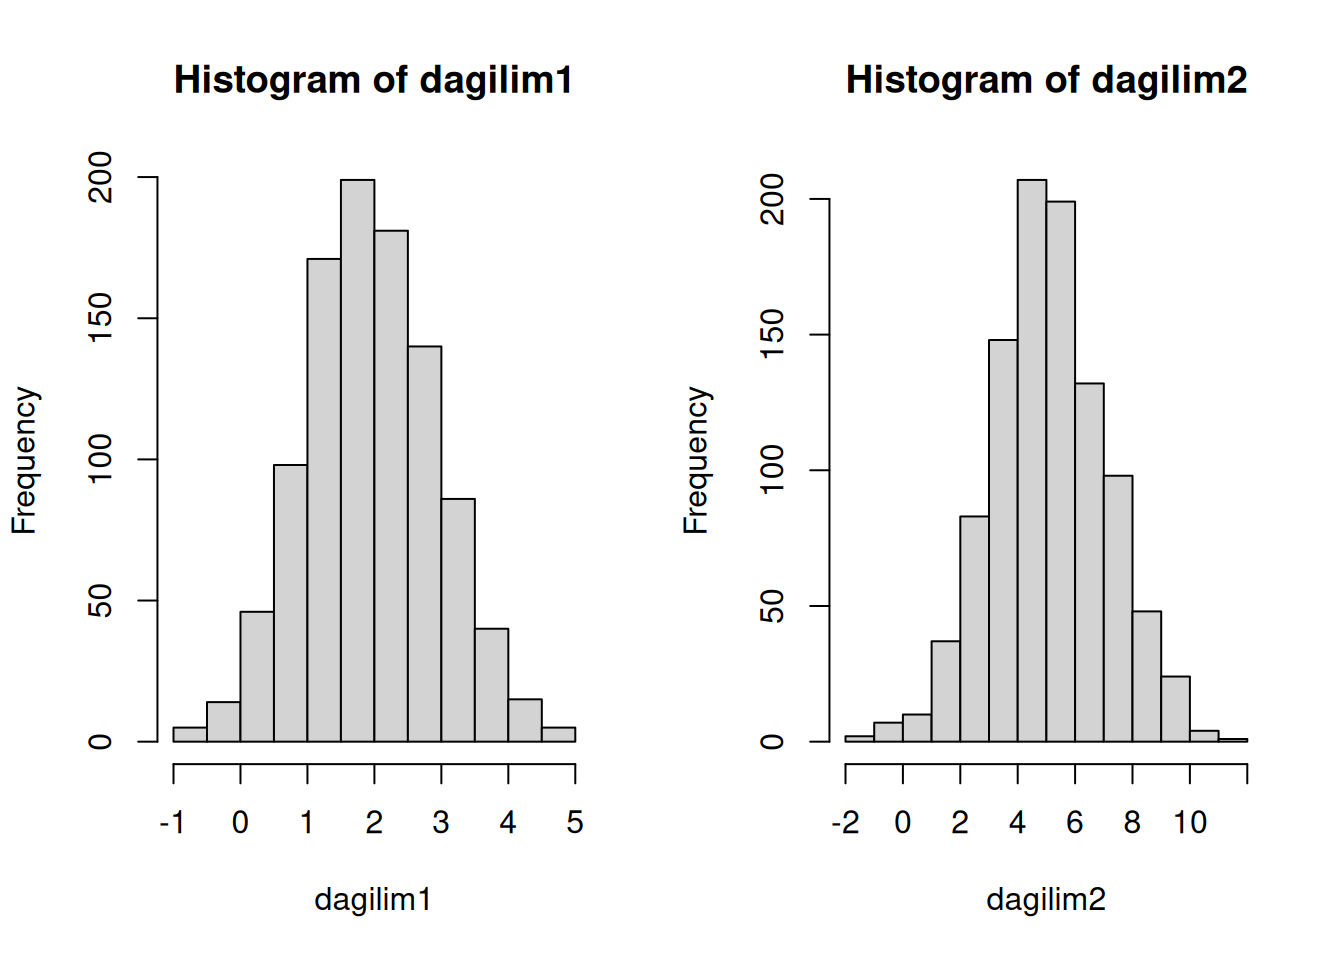 Histogram of dagilim1
Frequency
200
150
100
50
0
-1 0 1 2 3 4 5
dagilim1
Histogram of dagilim2
Frequency
200
150
100
50
0
-2 0 2 4 6 8 10
dagilim2